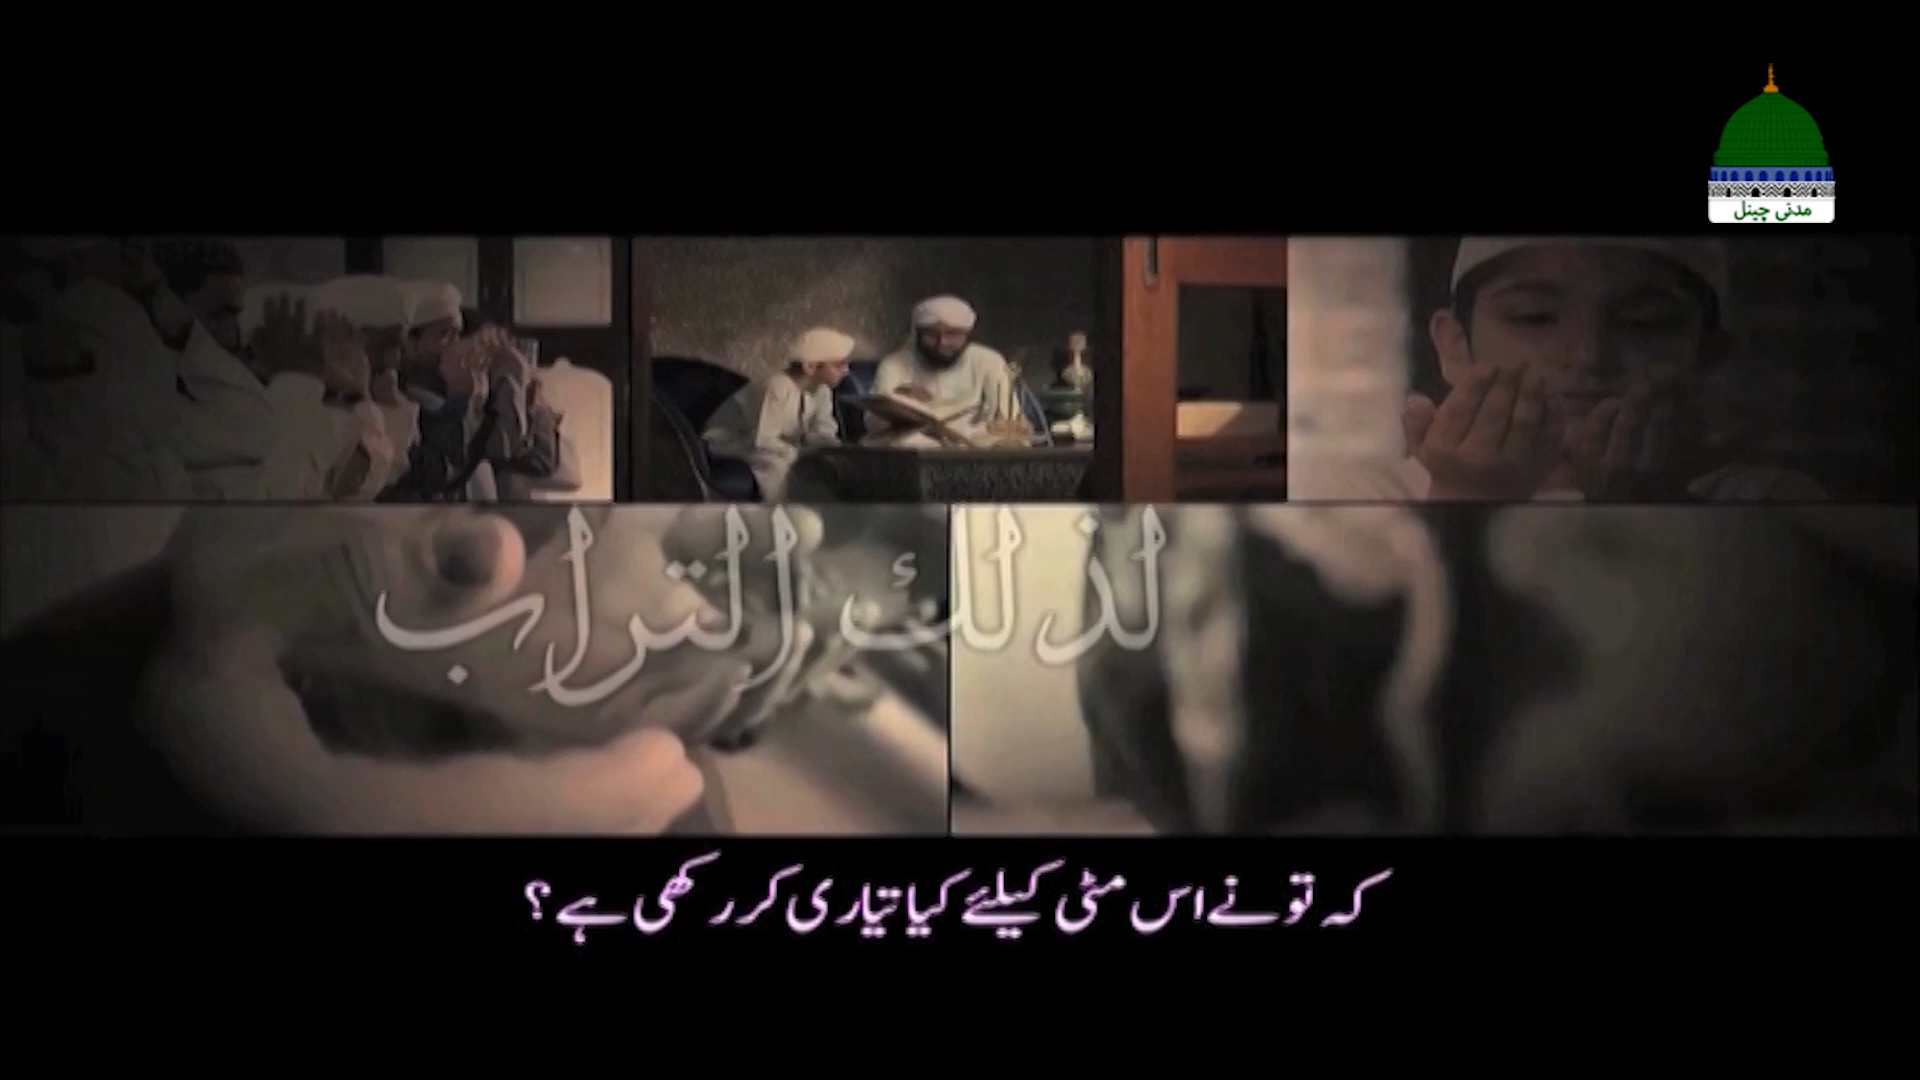 مدنی چینل
لذلك التراب
کہ تو نے اس مٹی کیلئے کیا تیاری کر رکھی ہے ؟